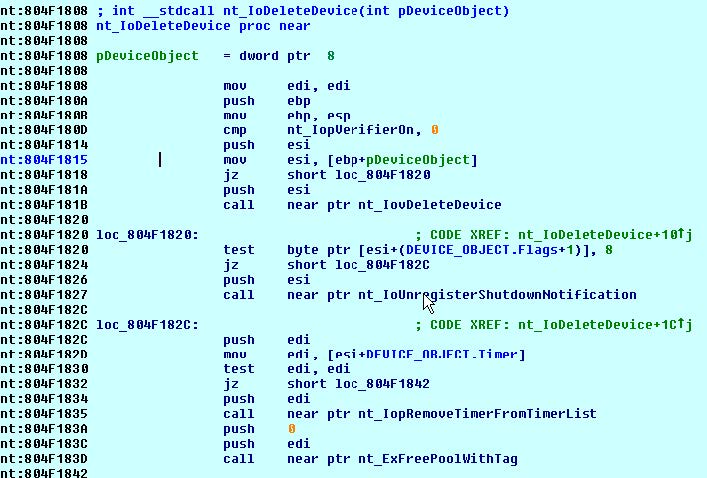 nt:804F1808 ; int __stdcall nt_IoDeleteDevice(int pDeviceObject)
nt:804F1808 nt_IoDeleteDevice proc near
nt:804F1808
nt:804F1808 pDeviceObject = dword ptr 8
nt:804F1808
nt:804F1808 mov edi, edi
nt:804F180A push ebp
nt:804F180B mov ebp, esp
nt:804F180D cmp nt_IopVerifierOn, 0
nt:804F1814 push esi
nt:804F1815 mov esi, [ebp+pDeviceObject]
nt:804F1818 jz short loc_804F1820
nt:804F181A push esi
nt:804F181B call near ptr nt_IovDeleteDevice
nt:804F1820
nt:804F1820 loc_804F1820: ; CODE XREF: nt_IoDeleteDevice+10↑j
nt:804F1820 test byte ptr [esi+(DEVICE_OBJECT.Flags+1)], 8
nt:804F1824 jz short loc_804F182C
nt:804F1826 push esi
nt:804F1827 call near ptr nt_IoUnregisterShutdownNotification
nt:804F182C
nt:804F182C loc_804F182C: ; CODE XREF: nt_IoDeleteDevice+1C↑j
nt:804F182C push edi
nt:804F182D mov edi, [esi+DEVICE_OBJECT.Timer]
nt:804F1830 test edi, edi
nt:804F1832 jz short loc_804F1842
nt:804F1834 push edi
nt:804F1835 call near ptr nt_IopRemoveTimerFromTimerList
nt:804F183A push 0
nt:804F183C push edi
nt:804F183D call near ptr nt_ExFreePoolWithTag
nt:804F1842